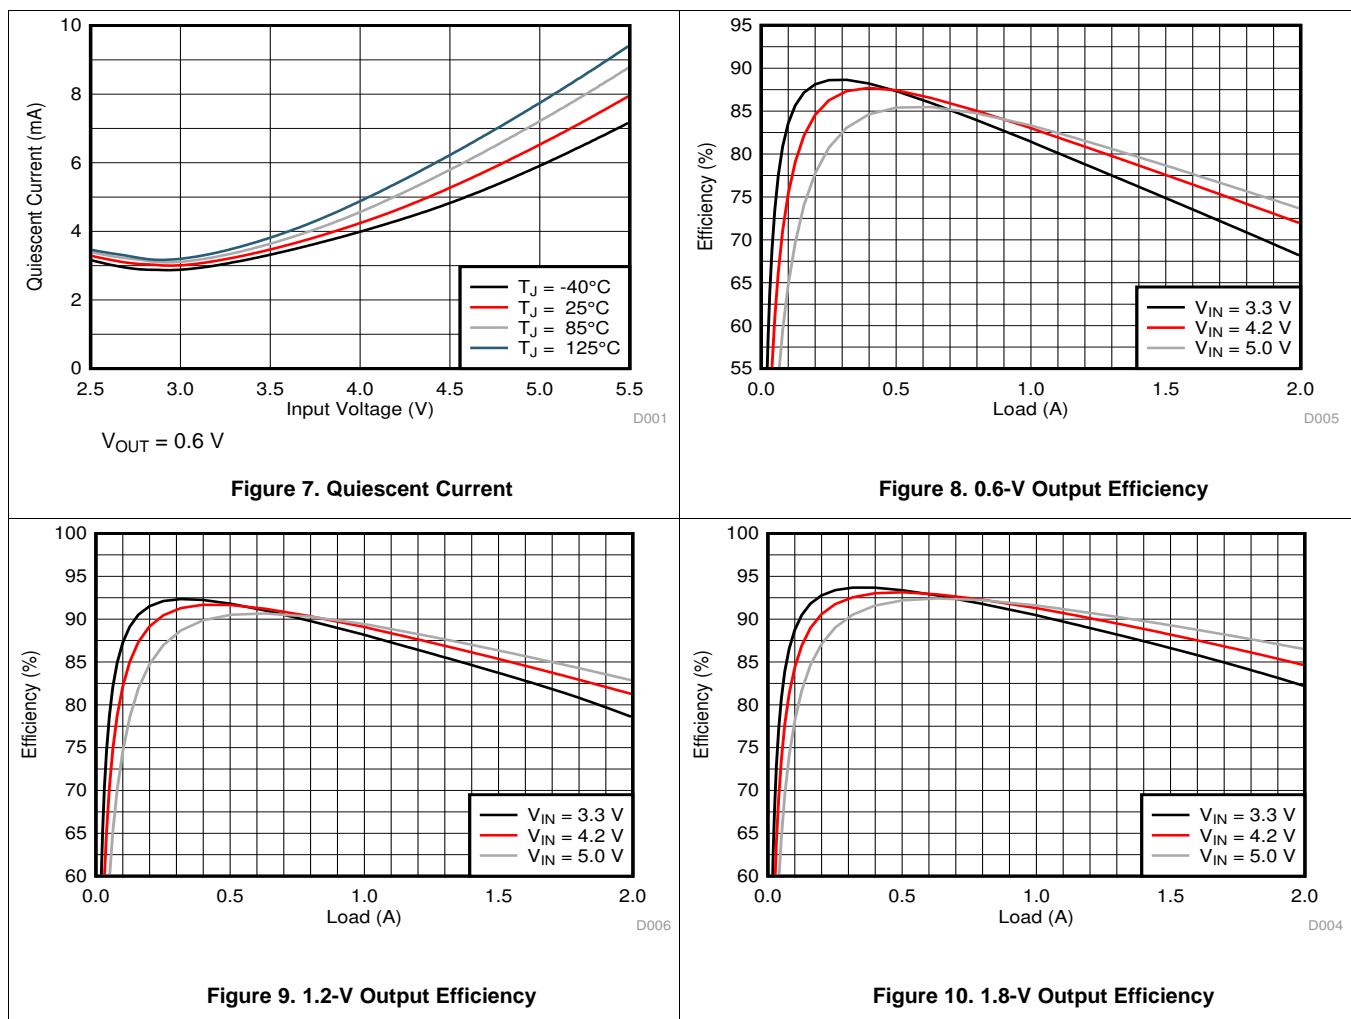 10
8
6
4
2
0
Quiescent Current (mA)
2.5 3.0 3.5 4.0 4.5 5.0 5.5
Input Voltage (V)
T_J = -40°C
T_J = 25°C
T_J = 85°C
T_J = 125°C
D001
V_OUT = 0.6 V
Figure 7. Quiescent Current
95
90
85
80
75
70
65
60
55
Efficiency (%)
0.0 0.5 1.0 1.5 2.0
Load (A)
V_IN = 3.3 V
V_IN = 4.2 V
V_IN = 5.0 V
D005
Figure 8. 0.6-V Output Efficiency
100
95
90
85
80
75
70
65
60
Efficiency (%)
0.0 0.5 1.0 1.5 2.0
Load (A)
V_IN = 3.3 V
V_IN = 4.2 V
V_IN = 5.0 V
D006
Figure 9. 1.2-V Output Efficiency
100
95
90
85
80
75
70
65
60
Efficiency (%)
0.0 0.5 1.0 1.5 2.0
Load (A)
V_IN = 3.3 V
V_IN = 4.2 V
V_IN = 5.0 V
D004
Figure 10. 1.8-V Output Efficiency